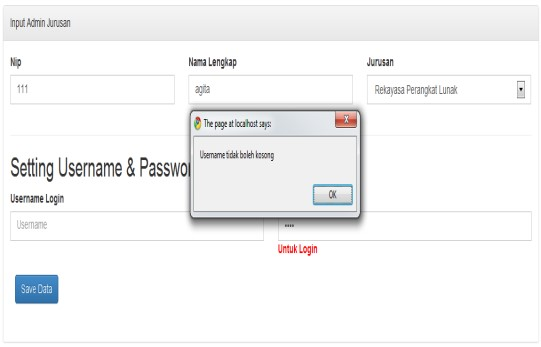 Input Admin Jurusan
Nip
Nama Lengkap
Jurusan
111
agita
Rekayasa Perangkat Lunak
The page at localhost says:
Username tidak boleh kosong
OK
Setting Username & Passwor
Username Login
Username
••••
Untuk Login
Save Data